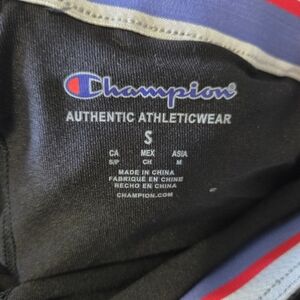 Champion
AUTHENTIC ATHLETICWEAR
S
CA MEX ASIA
S/P CH M
MADE IN CHINA
FABRIQUÉ EN CHINE
HECHO EN CHINA
CHAMPION.COM